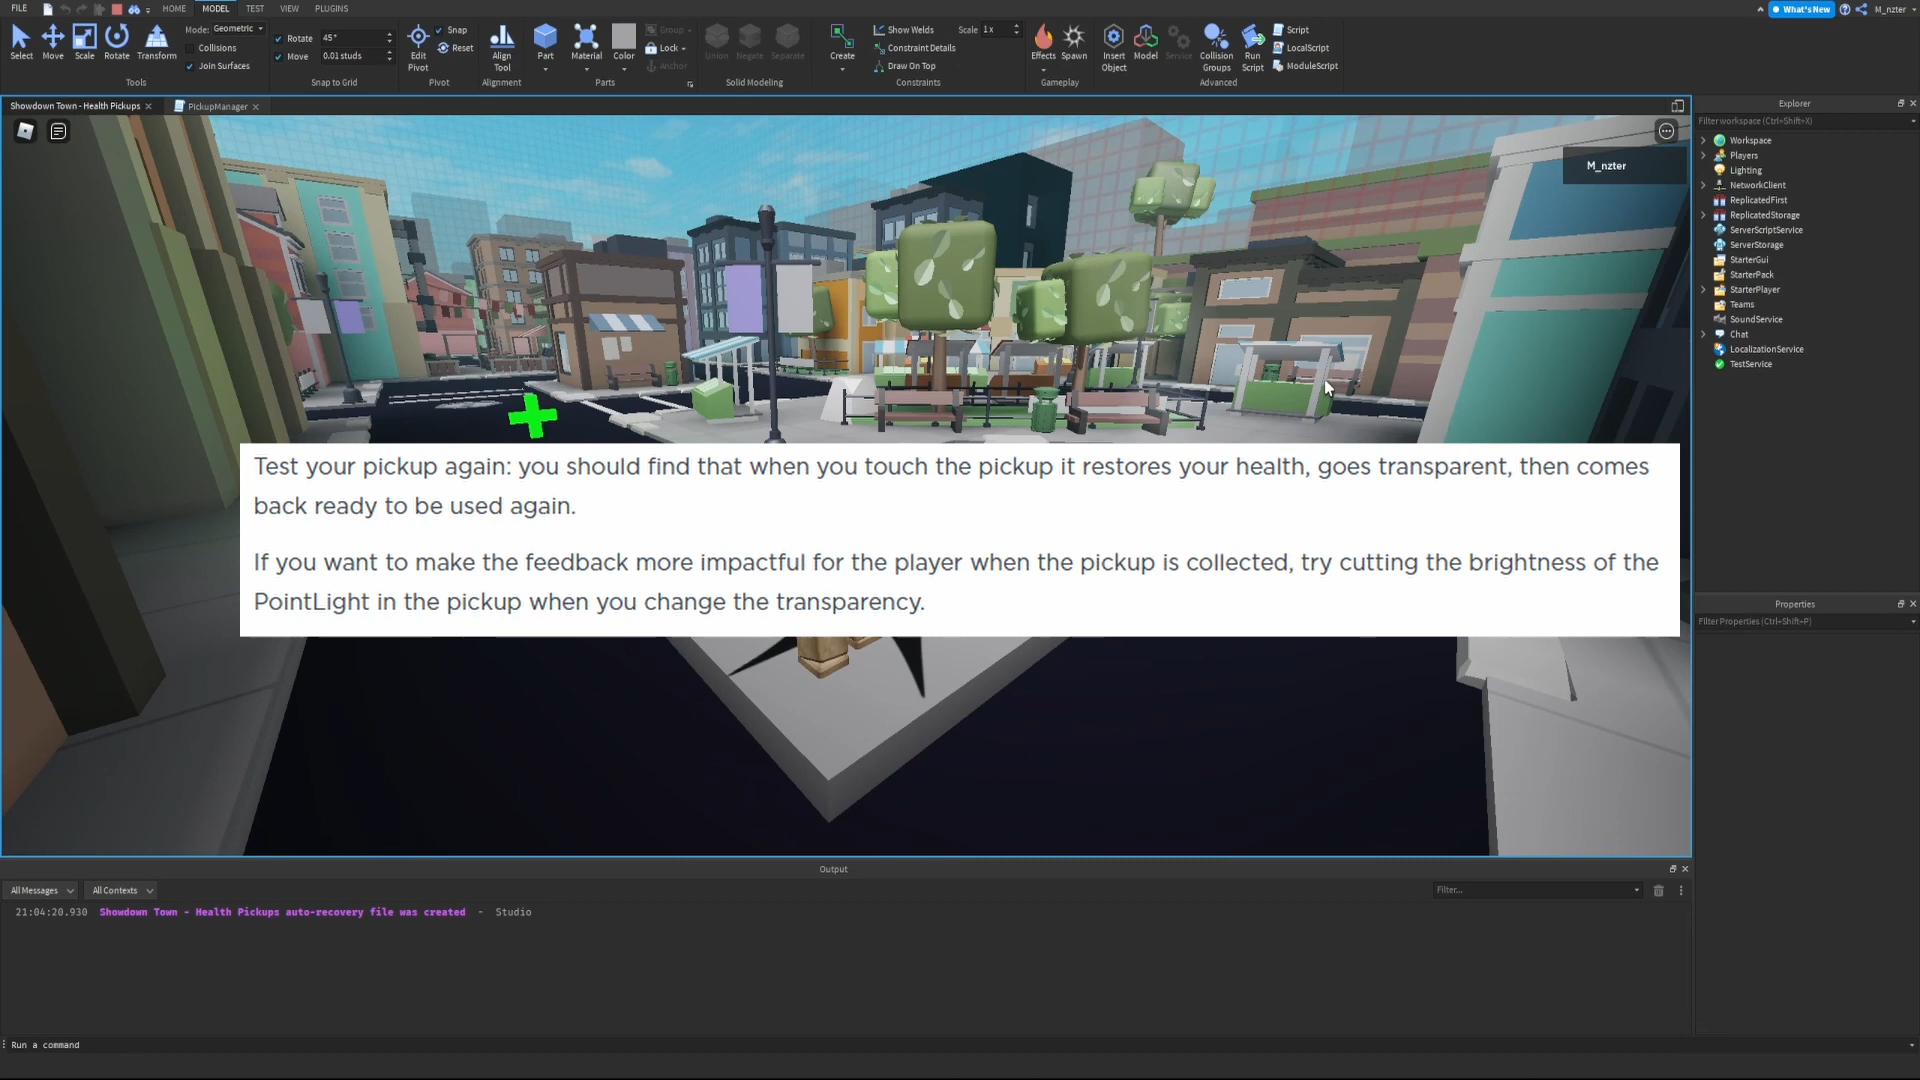 FILE HOME MODEL TEST VIEW PLUGINS What's New M_nzter
Select Move Scale Rotate Transform
Mode: Geometric
Collisions
Join Surfaces
Tools
Rotate 45°
Move 0.01 studs
Snap to Grid
Edit Pivot
Snap
Reset
Pivot
Align Tool
Alignment
Part Material Color
Group
Lock
Anchor
Parts
Union Negate Separate
Solid Modeling
Create
Show Welds Scale 1x
Constraint Details
Draw On Top
Constraints
Effects Spawn
Gameplay
Insert Object Model Service Collision Groups Run Script
Script
LocalScript
ModuleScript
Advanced
Showdown Town - Health Pickups PickupManager
M_nzter
Test your pickup again: you should find that when you touch the pickup it restores your health, goes transparent, then comes
back ready to be used again.
If you want to make the feedback more impactful for the player when the pickup is collected, try cutting the brightness of the
PointLight in the pickup when you change the transparency.
Explorer
Filter workspace (Ctrl+Shift+X)
Workspace
Players
Lighting
NetworkClient
ReplicatedFirst
ReplicatedStorage
ServerScriptService
ServerStorage
StarterGui
StarterPack
StarterPlayer
Teams
SoundService
Chat
LocalizationService
TestService
Properties
Filter Properties (Ctrl+Shift+P)
Output
All Messages All Contexts Filter...
21:04:20.930 Showdown Town - Health Pickups auto-recovery file was created - Studio
Run a command